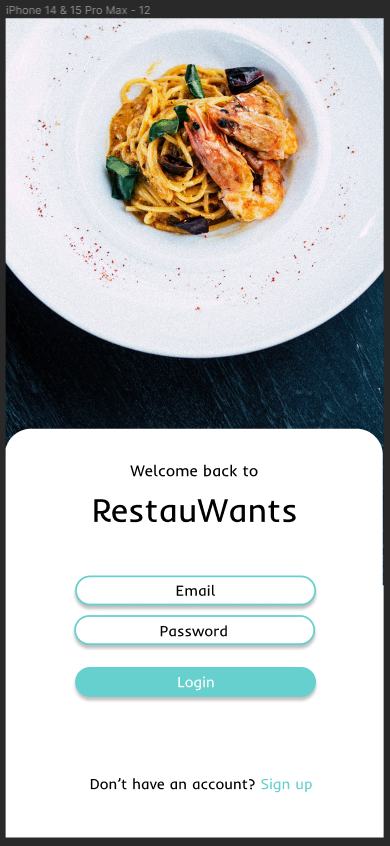 iPhone 14 & 15 Pro Max - 12
Welcome back to
RestauWants
Email
Password
Login
Don’t have an account? Sign up